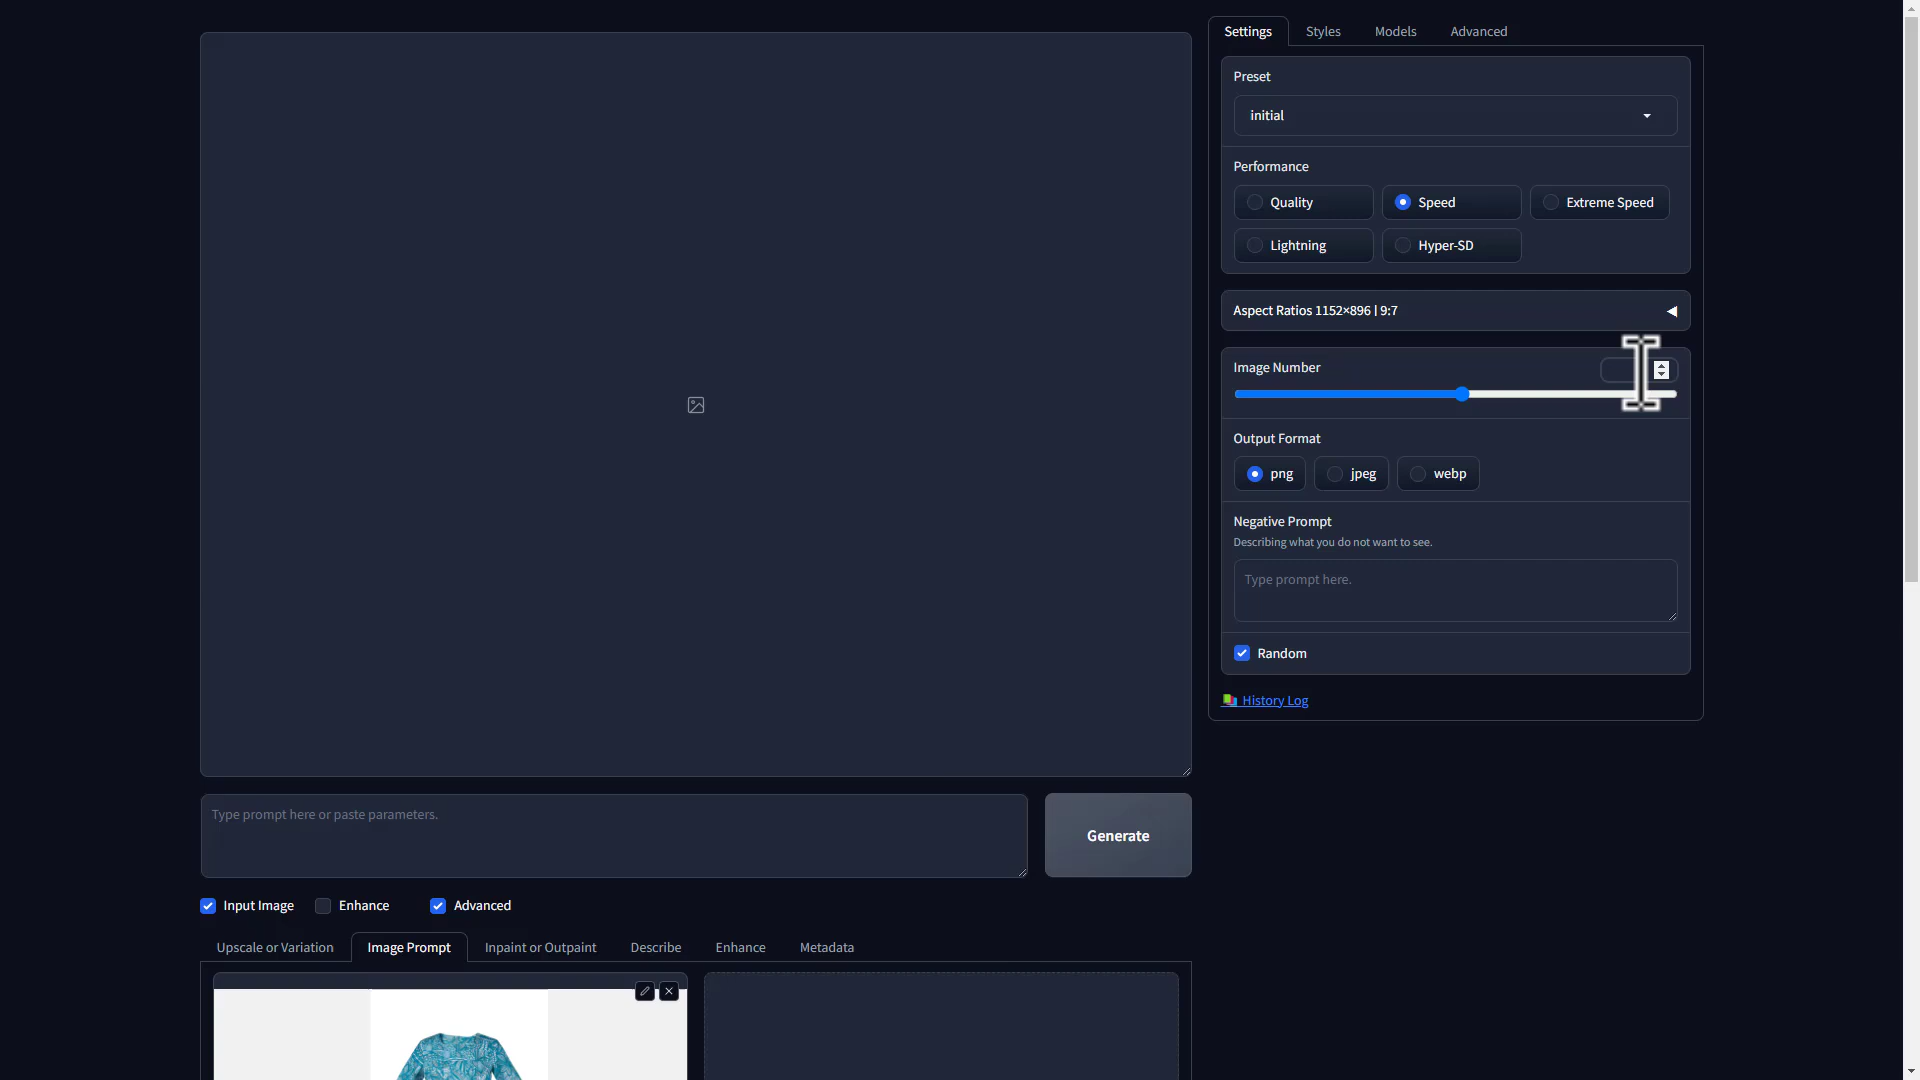 Settings
Styles
Models
Advanced
Preset
initial
Performance
Quality
Speed
Extreme Speed
Lightning
Hyper-SD
Aspect Ratios 1152×896 | 9:7
Image Number
Output Format
png
jpeg
webp
Negative Prompt
Describing what you do not want to see.
Type prompt here.
Random
History Log
Type prompt here or paste parameters.
Generate
Input Image
Enhance
Advanced
Upscale or Variation
Image Prompt
Inpaint or Outpaint
Describe
Enhance
Metadata